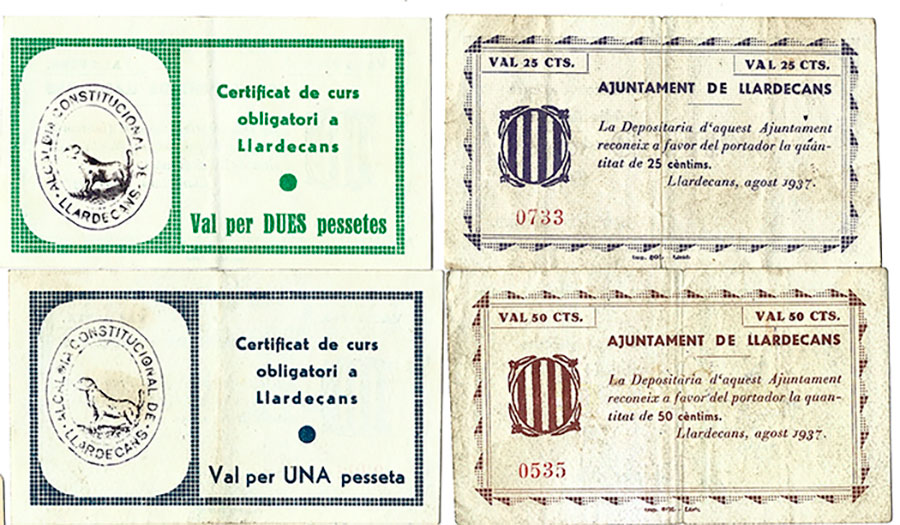 ALCALDIA CONSTITUCIONAL DE
LLARDECANS
Certificat de curs
obligatori a
Llardecans
Val per DUES pessetes
VAL 25 CTS.
VAL 25 CTS.
AJUNTAMENT DE LLARDECANS
La Depositaria d'aquest Ajuntament
reconeix a favor del portador la quan-
titat de 25 cèntims.
Llardecans, agost 1937.
0733
ALCALDIA CONSTITUCIONAL DE
LLARDECANS
Certificat de curs
obligatori a
Llardecans
Val per UNA pesseta
VAL 50 CTS.
VAL 50 CTS.
AJUNTAMENT DE LLARDECANS
La Depositaria d'aquest Ajuntament
reconeix a favor del portador la quan-
titat de 50 cèntims.
Llardecans, agost 1937.
0535